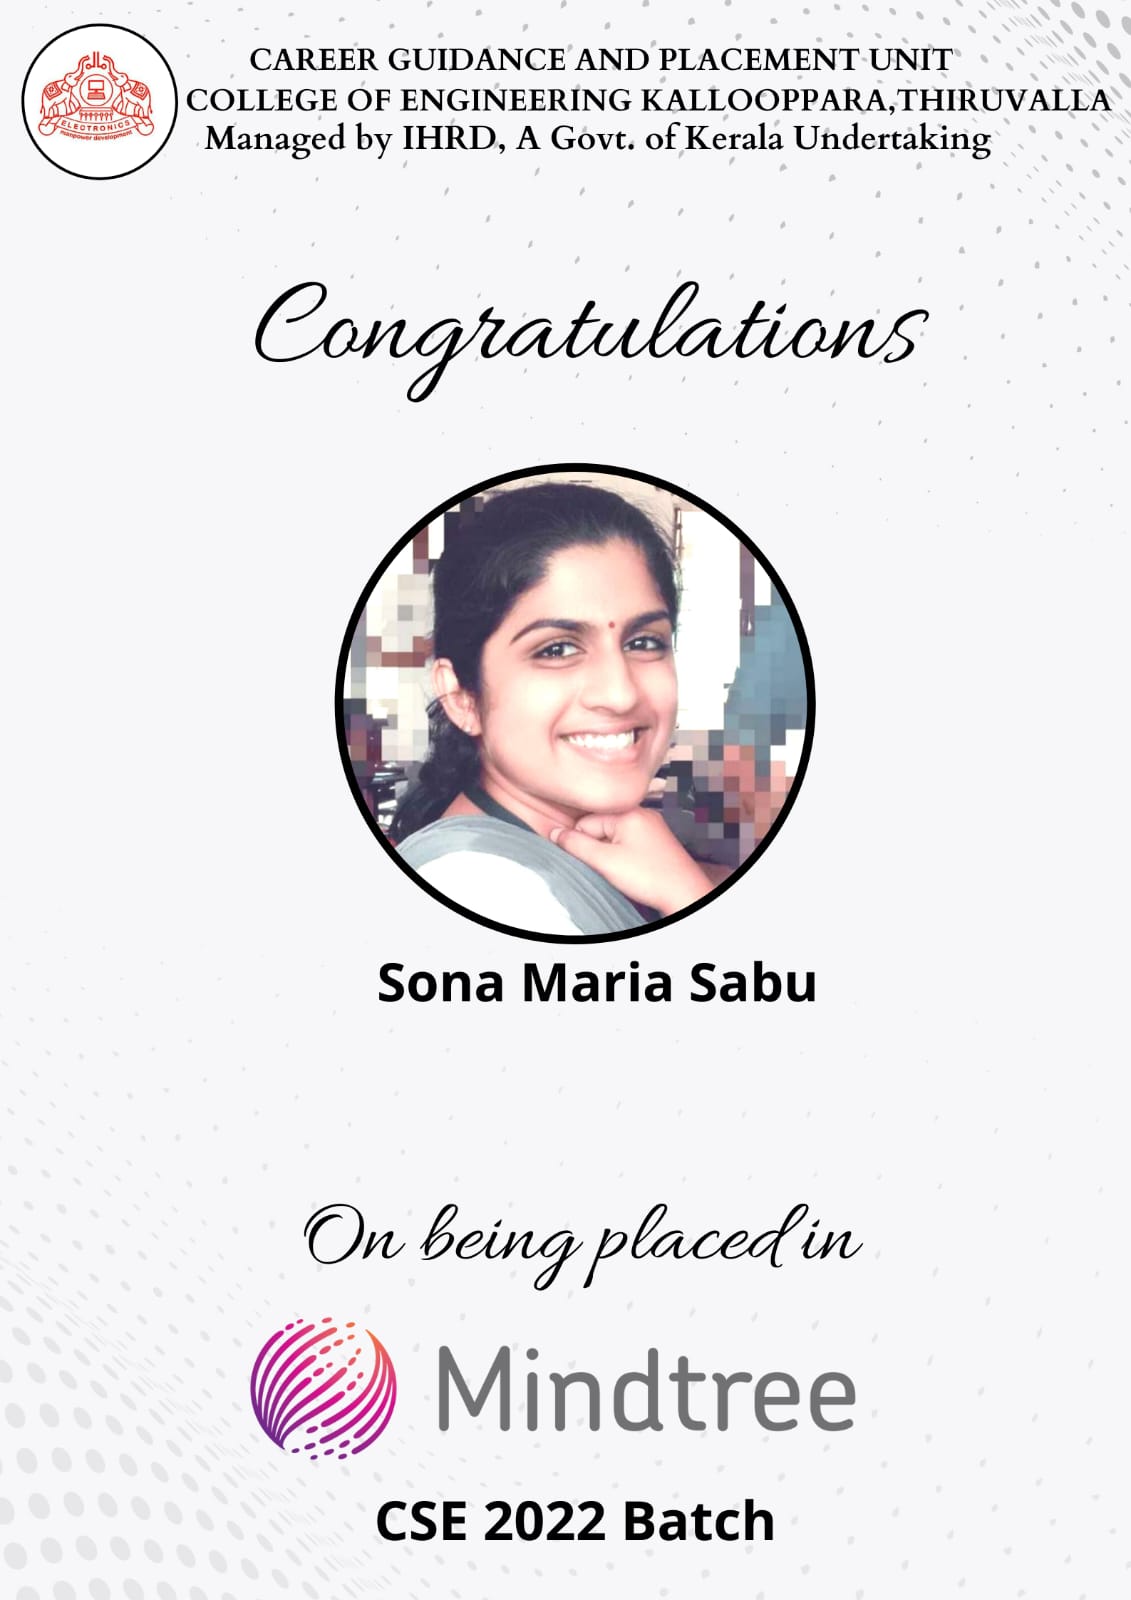 CAREER GUIDANCE AND PLACEMENT UNIT
COLLEGE OF ENGINEERING KALLOOPPARA,THIRUVALLA
Managed by IHRD, A Govt. of Kerala Undertaking
ELECTRONICS
manpower development
Congratulations
Sona Maria Sabu
On being placed in
Mindtree
CSE 2022 Batch